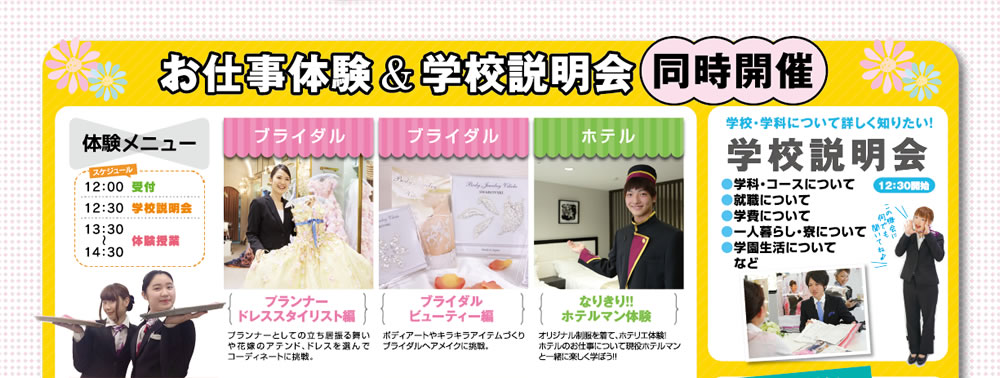 お仕事体験&学校説明会 同時開催
体験メニュー
スケジュール
12:00 受付
12:30 学校説明会
13:30
~
14:30
体験授業
ブライダル
プランナー
ドレススタイリスト編
プランナーとしての立ち居振る舞い
や花嫁のアテンド、ドレスを選んで
コーディネートに挑戦。
ブライダル
ブライダル
ビューティー編
ボディアートやキラキラアイテムづくり
ブライダルヘアメイクに挑戦。
ホテル
なりきり!!
ホテルマン体験
オリジナル制服を着て、ホテリエ体験!
ホテルのお仕事について現役ホテルマン
と一緒に楽しく学ぼう!!
学校・学科について詳しく知りたい!
学校説明会
12:30開始
●学科・コースについて
●就職について
●学費について
●一人暮らし・寮について
●学園生活について
など
この機会に
何でも
聞いてね♪